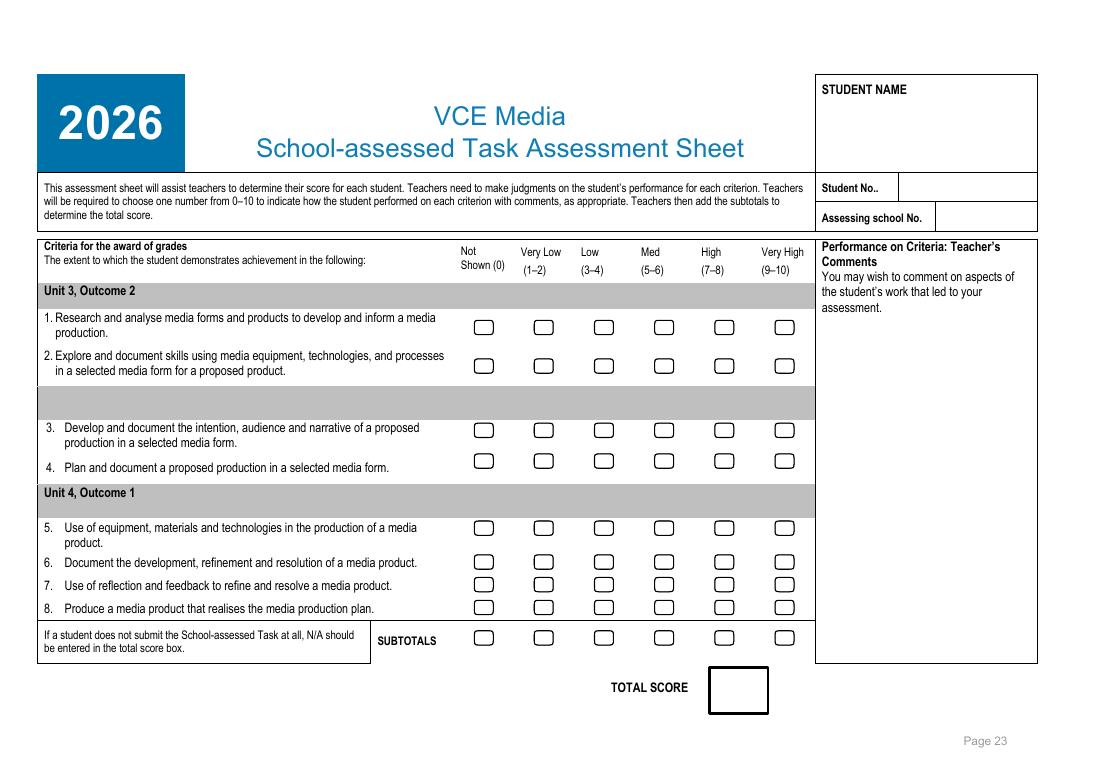 2026
VCE Media
School-assessed Task Assessment Sheet
STUDENT NAME
This assessment sheet will assist teachers to determine their score for each student. Teachers need to make judgments on the student's performance for each criterion. Teachers
will be required to choose one number from 0–10 to indicate how the student performed on each criterion with comments, as appropriate. Teachers then add the subtotals to
determine the total score.
Student No..
Assessing school No.
Criteria for the award of grades
The extent to which the student demonstrates achievement in the following:
Not
Shown (0)
Very Low
(1–2)
Low
(3–4)
Med
(5–6)
High
(7–8)
Very High
(9–10)
Performance on Criteria: Teacher's
Comments
You may wish to comment on aspects of
the student's work that led to your
assessment.
Unit 3, Outcome 2
1. Research and analyse media forms and products to develop and inform a media
production.
2. Explore and document skills using media equipment, technologies, and processes
in a selected media form for a proposed product.
3. Develop and document the intention, audience and narrative of a proposed
production in a selected media form.
4. Plan and document a proposed production in a selected media form.
Unit 4, Outcome 1
5. Use of equipment, materials and technologies in the production of a media
product.
6. Document the development, refinement and resolution of a media product.
7. Use of reflection and feedback to refine and resolve a media product.
8. Produce a media product that realises the media production plan.
If a student does not submit the School-assessed Task at all, N/A should
be entered in the total score box.
SUBTOTALS
TOTAL SCORE
Page 23